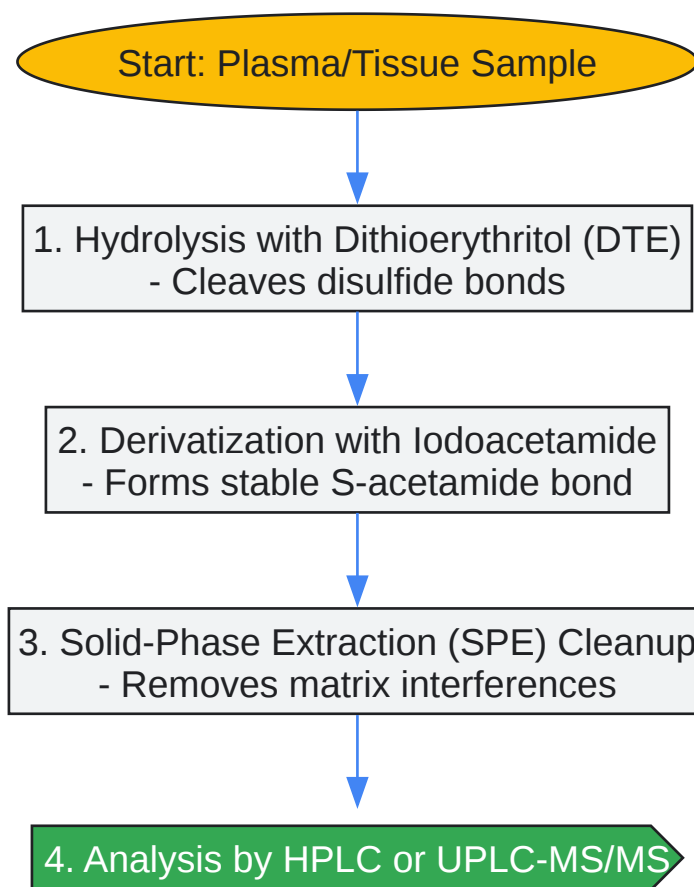 Start: Plasma/Tissue Sample
1. Hydrolysis with Dithioerythritol (DTE)
- Cleaves disulfide bonds
2. Derivatization with Iodoacetamide
- Forms stable S-acetamide bond
3. Solid-Phase Extraction (SPE) Cleanup
- Removes matrix interferences
4. Analysis by HPLC or UPLC-MS/MS